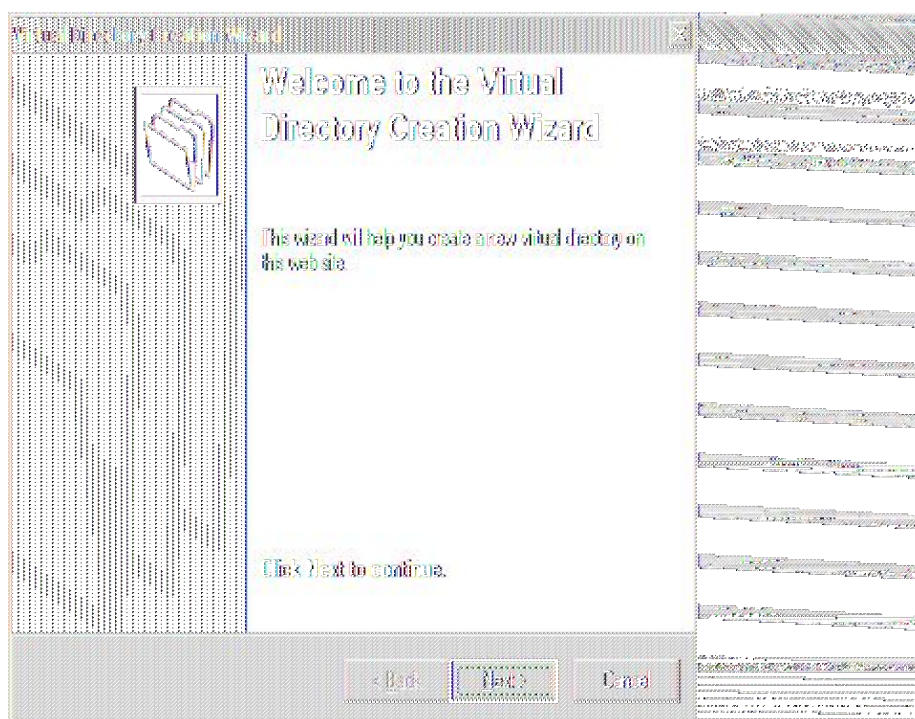 Virtual Directory Creation Wizard
Welcome to the Virtual
Directory Creation Wizard
This wizard will help you create a new virtual directory on
this web site.
Click Next to continue.
< Back
Next >
Cancel